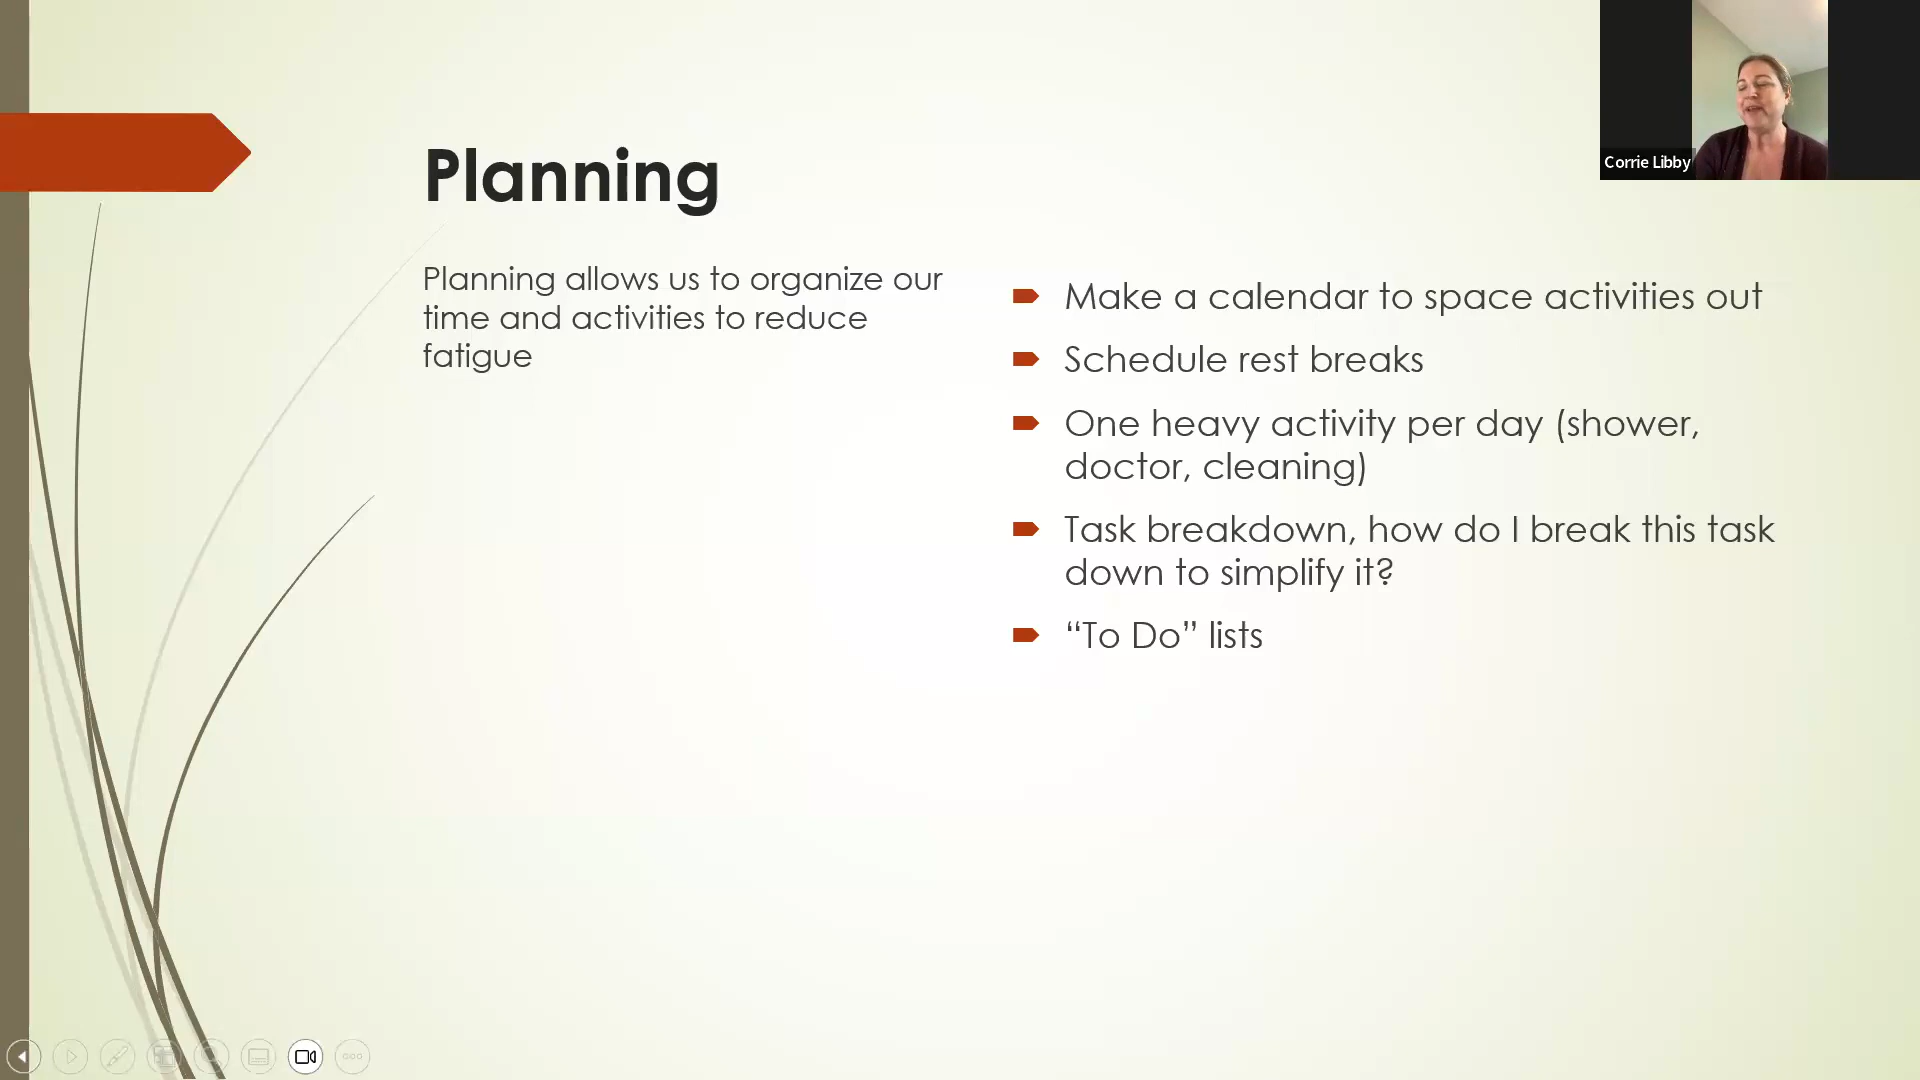 Planning
Planning allows us to organize our
time and activities to reduce
fatigue
Make a calendar to space activities out
Schedule rest breaks
One heavy activity per day (shower,
doctor, cleaning)
Task breakdown, how do I break this task
down to simplify it?
“To Do” lists
Corrie Libby